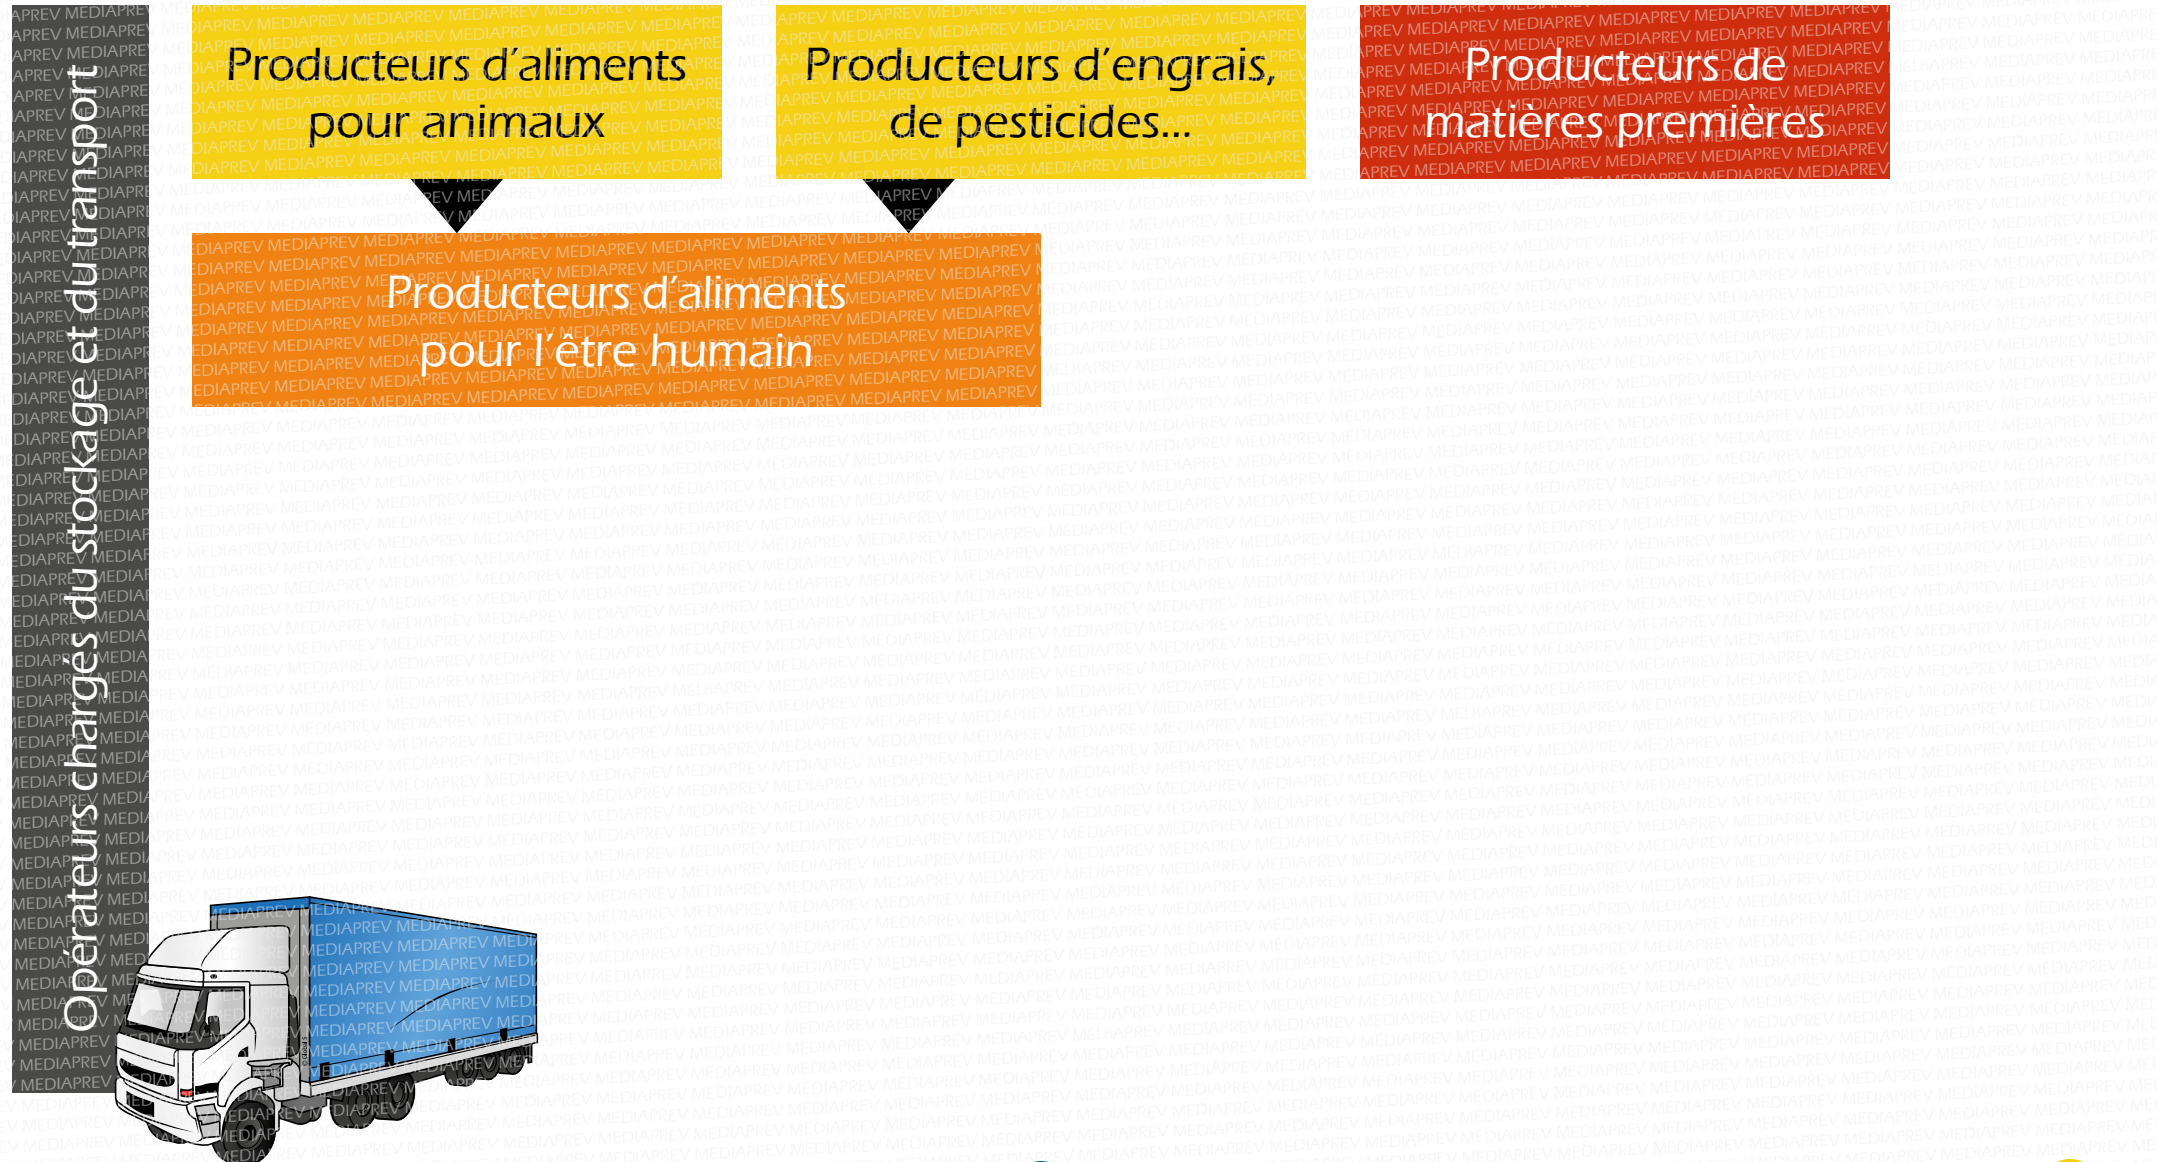 Opérateurs chargés du stockage et du transport
Producteurs d'aliments
pour animaux
Producteurs d'engrais,
de pesticides...
Producteurs de
matières premières
Producteurs d'aliments
pour l'être humain
MEDIAPREV